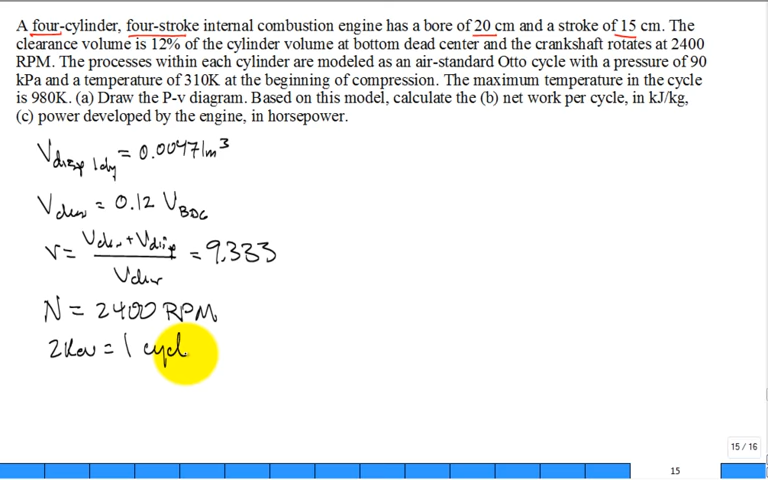 A four-cylinder, four-stroke internal combustion engine has a bore of 20 cm and a stroke of 15 cm. The
clearance volume is 12% of the cylinder volume at bottom dead center and the crankshaft rotates at 2400
RPM. The processes within each cylinder are modeled as an air-standard Otto cycle with a pressure of 90
kPa and a temperature of 310K at the beginning of compression. The maximum temperature in the cycle
is 980K. (a) Draw the P-v diagram. Based on this model, calculate the (b) net work per cycle, in kJ/kg,
(c) power developed by the engine, in horsepower.
V disp/cly = 0.00471m³
V clear = 0.12 V BDC
r = V clear + V disp / V clear = 9.333
N = 2400 RPM
2 Rev = 1 cycl
15 / 16
15